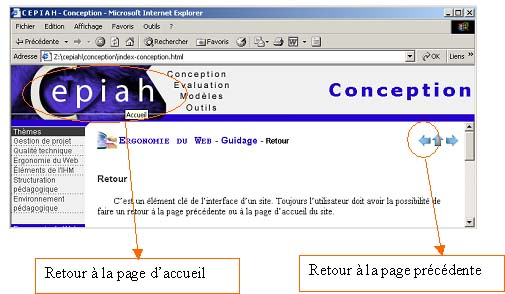 C E P I A H - Conception - Microsoft Internet Explorer
Fichier Edition Affichage Favoris Outils ?
Précédente Rechercher Favoris
Adresse Z:\cepiah\conception\index-conception.html OK Liens »
cepiah
Conception
Evaluation
Modèles
Outils
Conception
Accueil
Thèmes
Gestion de projet
Qualité technique
Ergonomie du Web
Éléments de l'IHM
Structuration
pédagogique
Environnement
pédagogique
Ergonomie du Web - Guidage - Retour
Retour
C'est un élément clé de l'interface d'un site. Toujours l'utilisateur doit avoir la possibilité de
faire un retour à la page précédente ou à la page d'accueil du site.
Retour à la page d'accueil
Retour à la page précédente